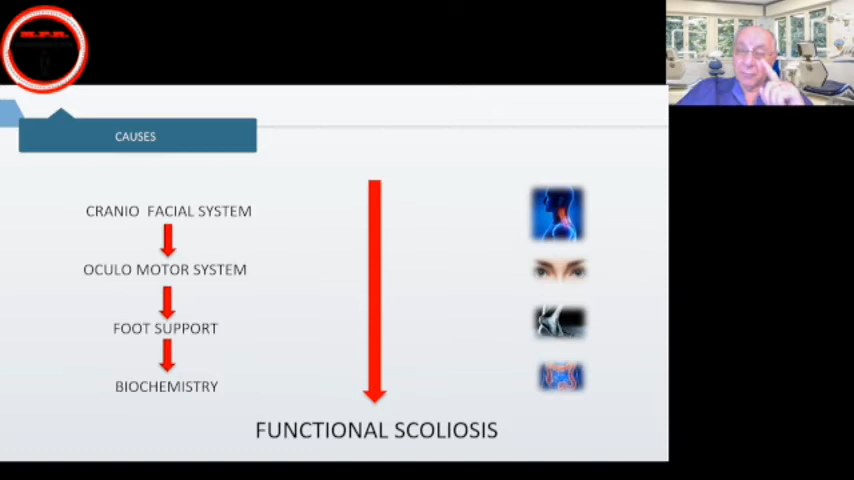 CAUSES
CRANIO FACIAL SYSTEM
OCULO MOTOR SYSTEM
FOOT SUPPORT
BIOCHEMISTRY
FUNCTIONAL SCOLIOSIS